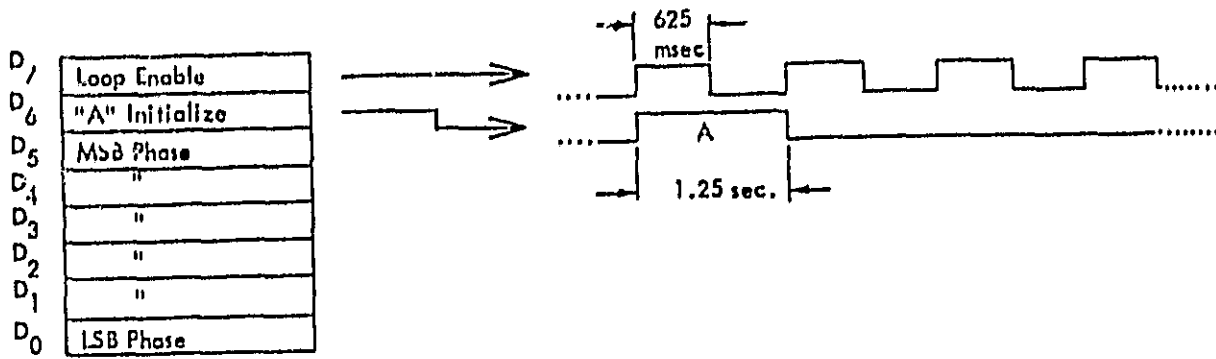 625
msec
D7 Loop Enable
D6 "A" Initialize
D5 MSB Phase
D4 "
D3 "
D2 "
D1 "
D0 LSB Phase
A
1.25 sec.